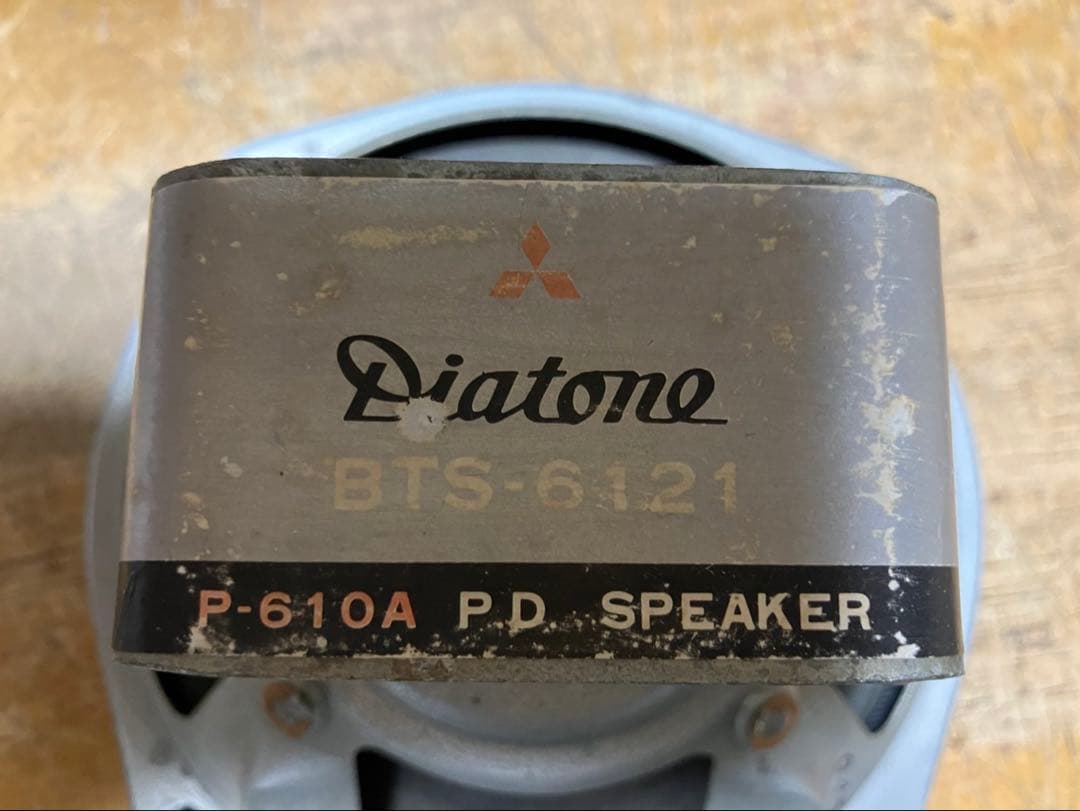 Diatone
BTS-6121
P-610A P.D. SPEAKER